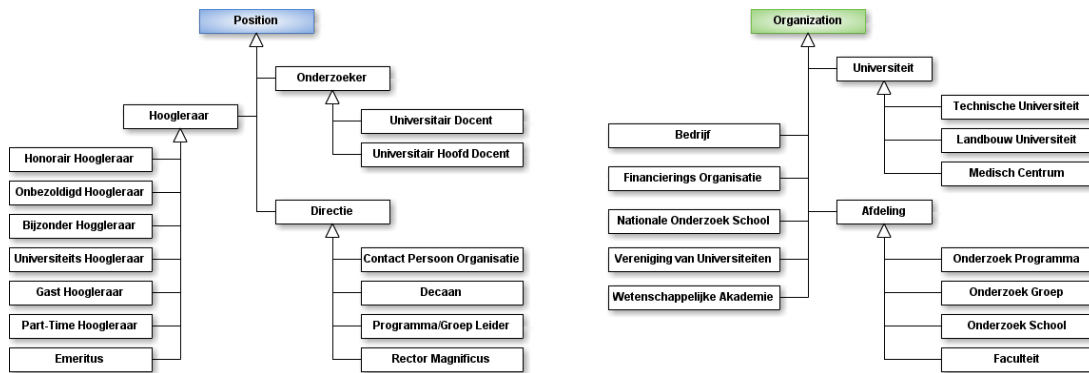 Position
Onderzoeker
Hoogleraar
Universitair Docent
Universitair Hoofd Docent
Honorair Hoogleraar
Onbezoldigd Hoogleraar
Bijzonder Hoggleraar
Universiteits Hoogleraar
Gast Hoogleraar
Part-Time Hoogleraar
Emeritus
Directie
Contact Persoon Organisatie
Decaan
Programma/Groep Leider
Rector Magnificus
Organization
Universiteit
Technische Universiteit
Landbouw Universiteit
Medisch Centrum
Bedrijf
Financierings Organisatie
Nationale Onderzoek School
Vereniging van Universiteiten
Wetenschappelijke Akademie
Afdeling
Onderzoek Programma
Onderzoek Groep
Onderzoek School
Faculteit